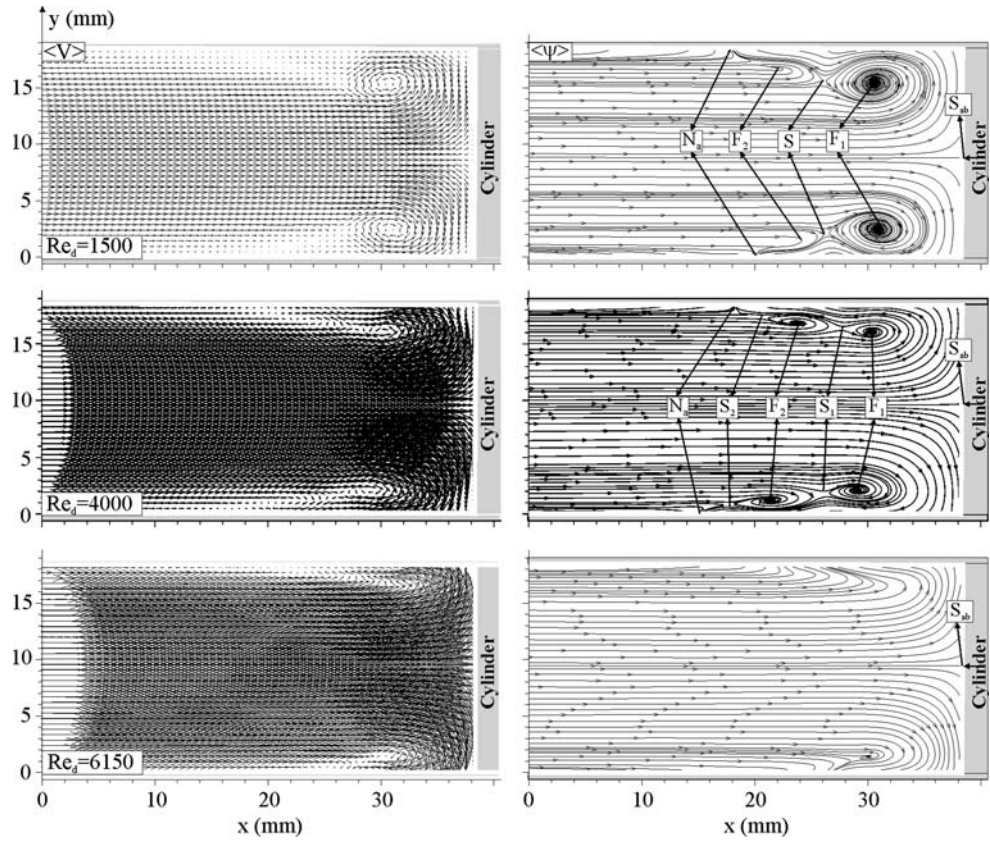 y (mm)
<V>
<ψ>
15
10
5
0
Re_d=1500
Cylinder
N_a
F_2
S
F_1
S_ab
Cylinder
15
10
5
0
Re_d=4000
Cylinder
N_a
S_2
F_2
S_1
F_1
S_ab
Cylinder
15
10
5
0
Re_d=6150
Cylinder
S_ab
Cylinder
0 10 20 30
0 10 20 30
x (mm)
x (mm)